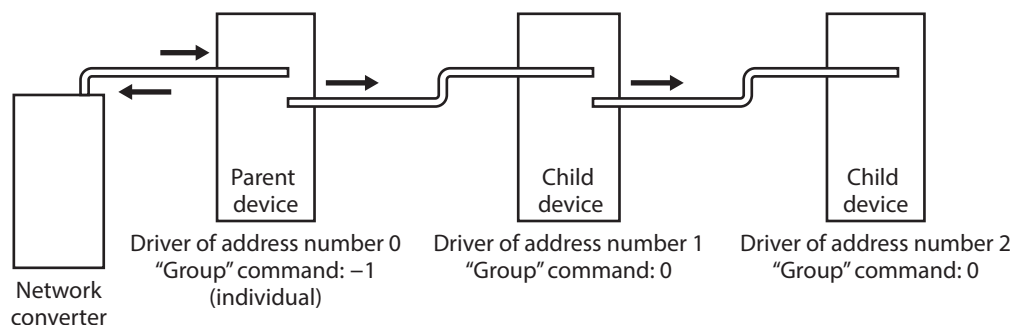 Parent
device
Child
device
Child
device
Driver of address number 0
“Group” command: −1
(individual)
Driver of address number 1
“Group” command: 0
Driver of address number 2
“Group” command: 0
Network
converter